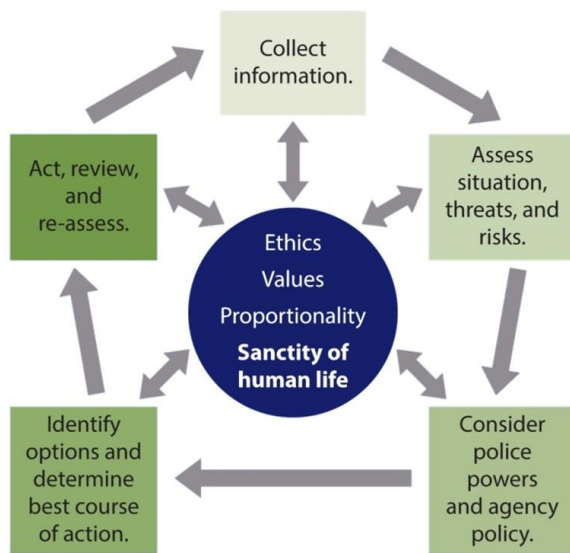 Collect
information.
Assess
situation,
threats, and
risks.
Consider
police
powers
and agency
policy.
Identify
options and
determine
best course
of action.
Act, review,
and
re-assess.
Ethics
Values
Proportionality
Sanctity of
human life